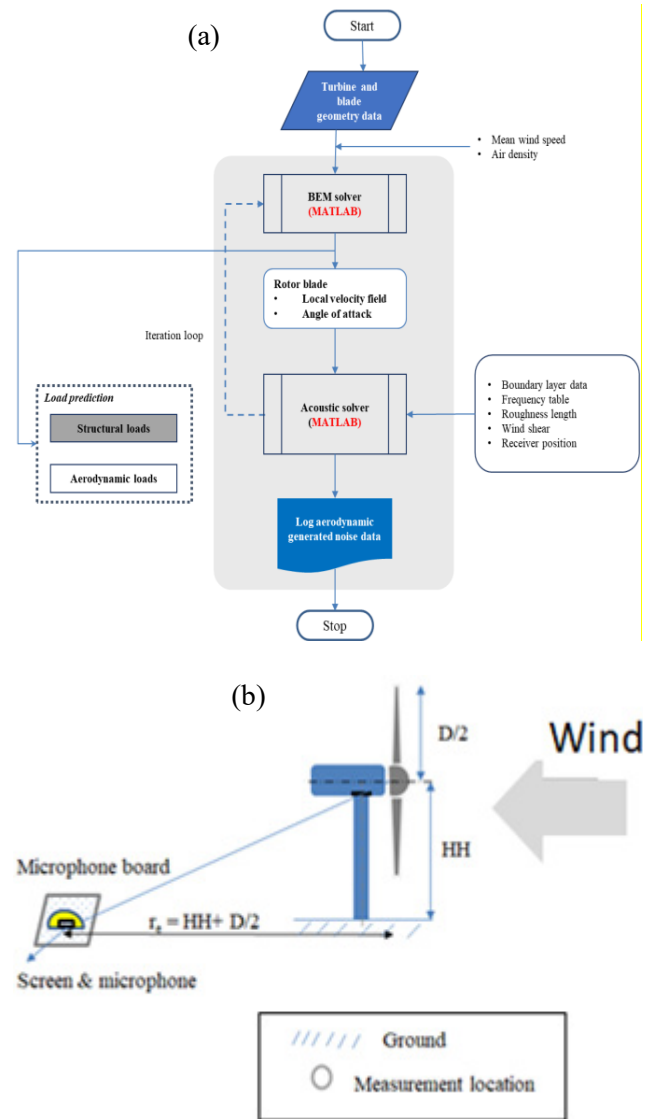 (a)
Start
Turbine and
blade
geometry data
• Mean wind speed
• Air density
BEM solver
(MATLAB)
Rotor blade
• Local velocity field
• Angle of attack
Iteration loop
Load prediction
Structural loads
Aerodynamic loads
Acoustic solver
(MATLAB)
• Boundary layer data
• Frequency table
• Roughness length
• Wind shear
• Receiver position
Log aerodynamic
generated noise data
Stop
(b)
D/2
Wind
HH
Microphone board
rₜ = HH+ D/2
Screen & microphone
Ground
Measurement location